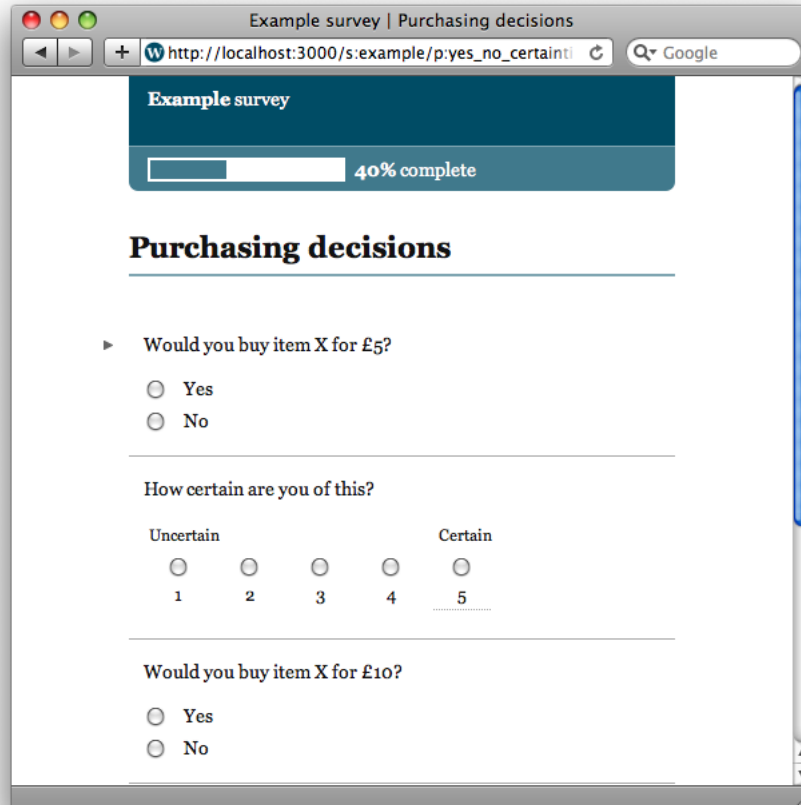 Example survey | Purchasing decisions
http://localhost:3000/s:example/p:yes_no_certainti
Google
Example survey
40% complete
Purchasing decisions
Would you buy item X for £5?
Yes
No
How certain are you of this?
Uncertain Certain
1 2 3 4 5
Would you buy item X for £10?
Yes
No